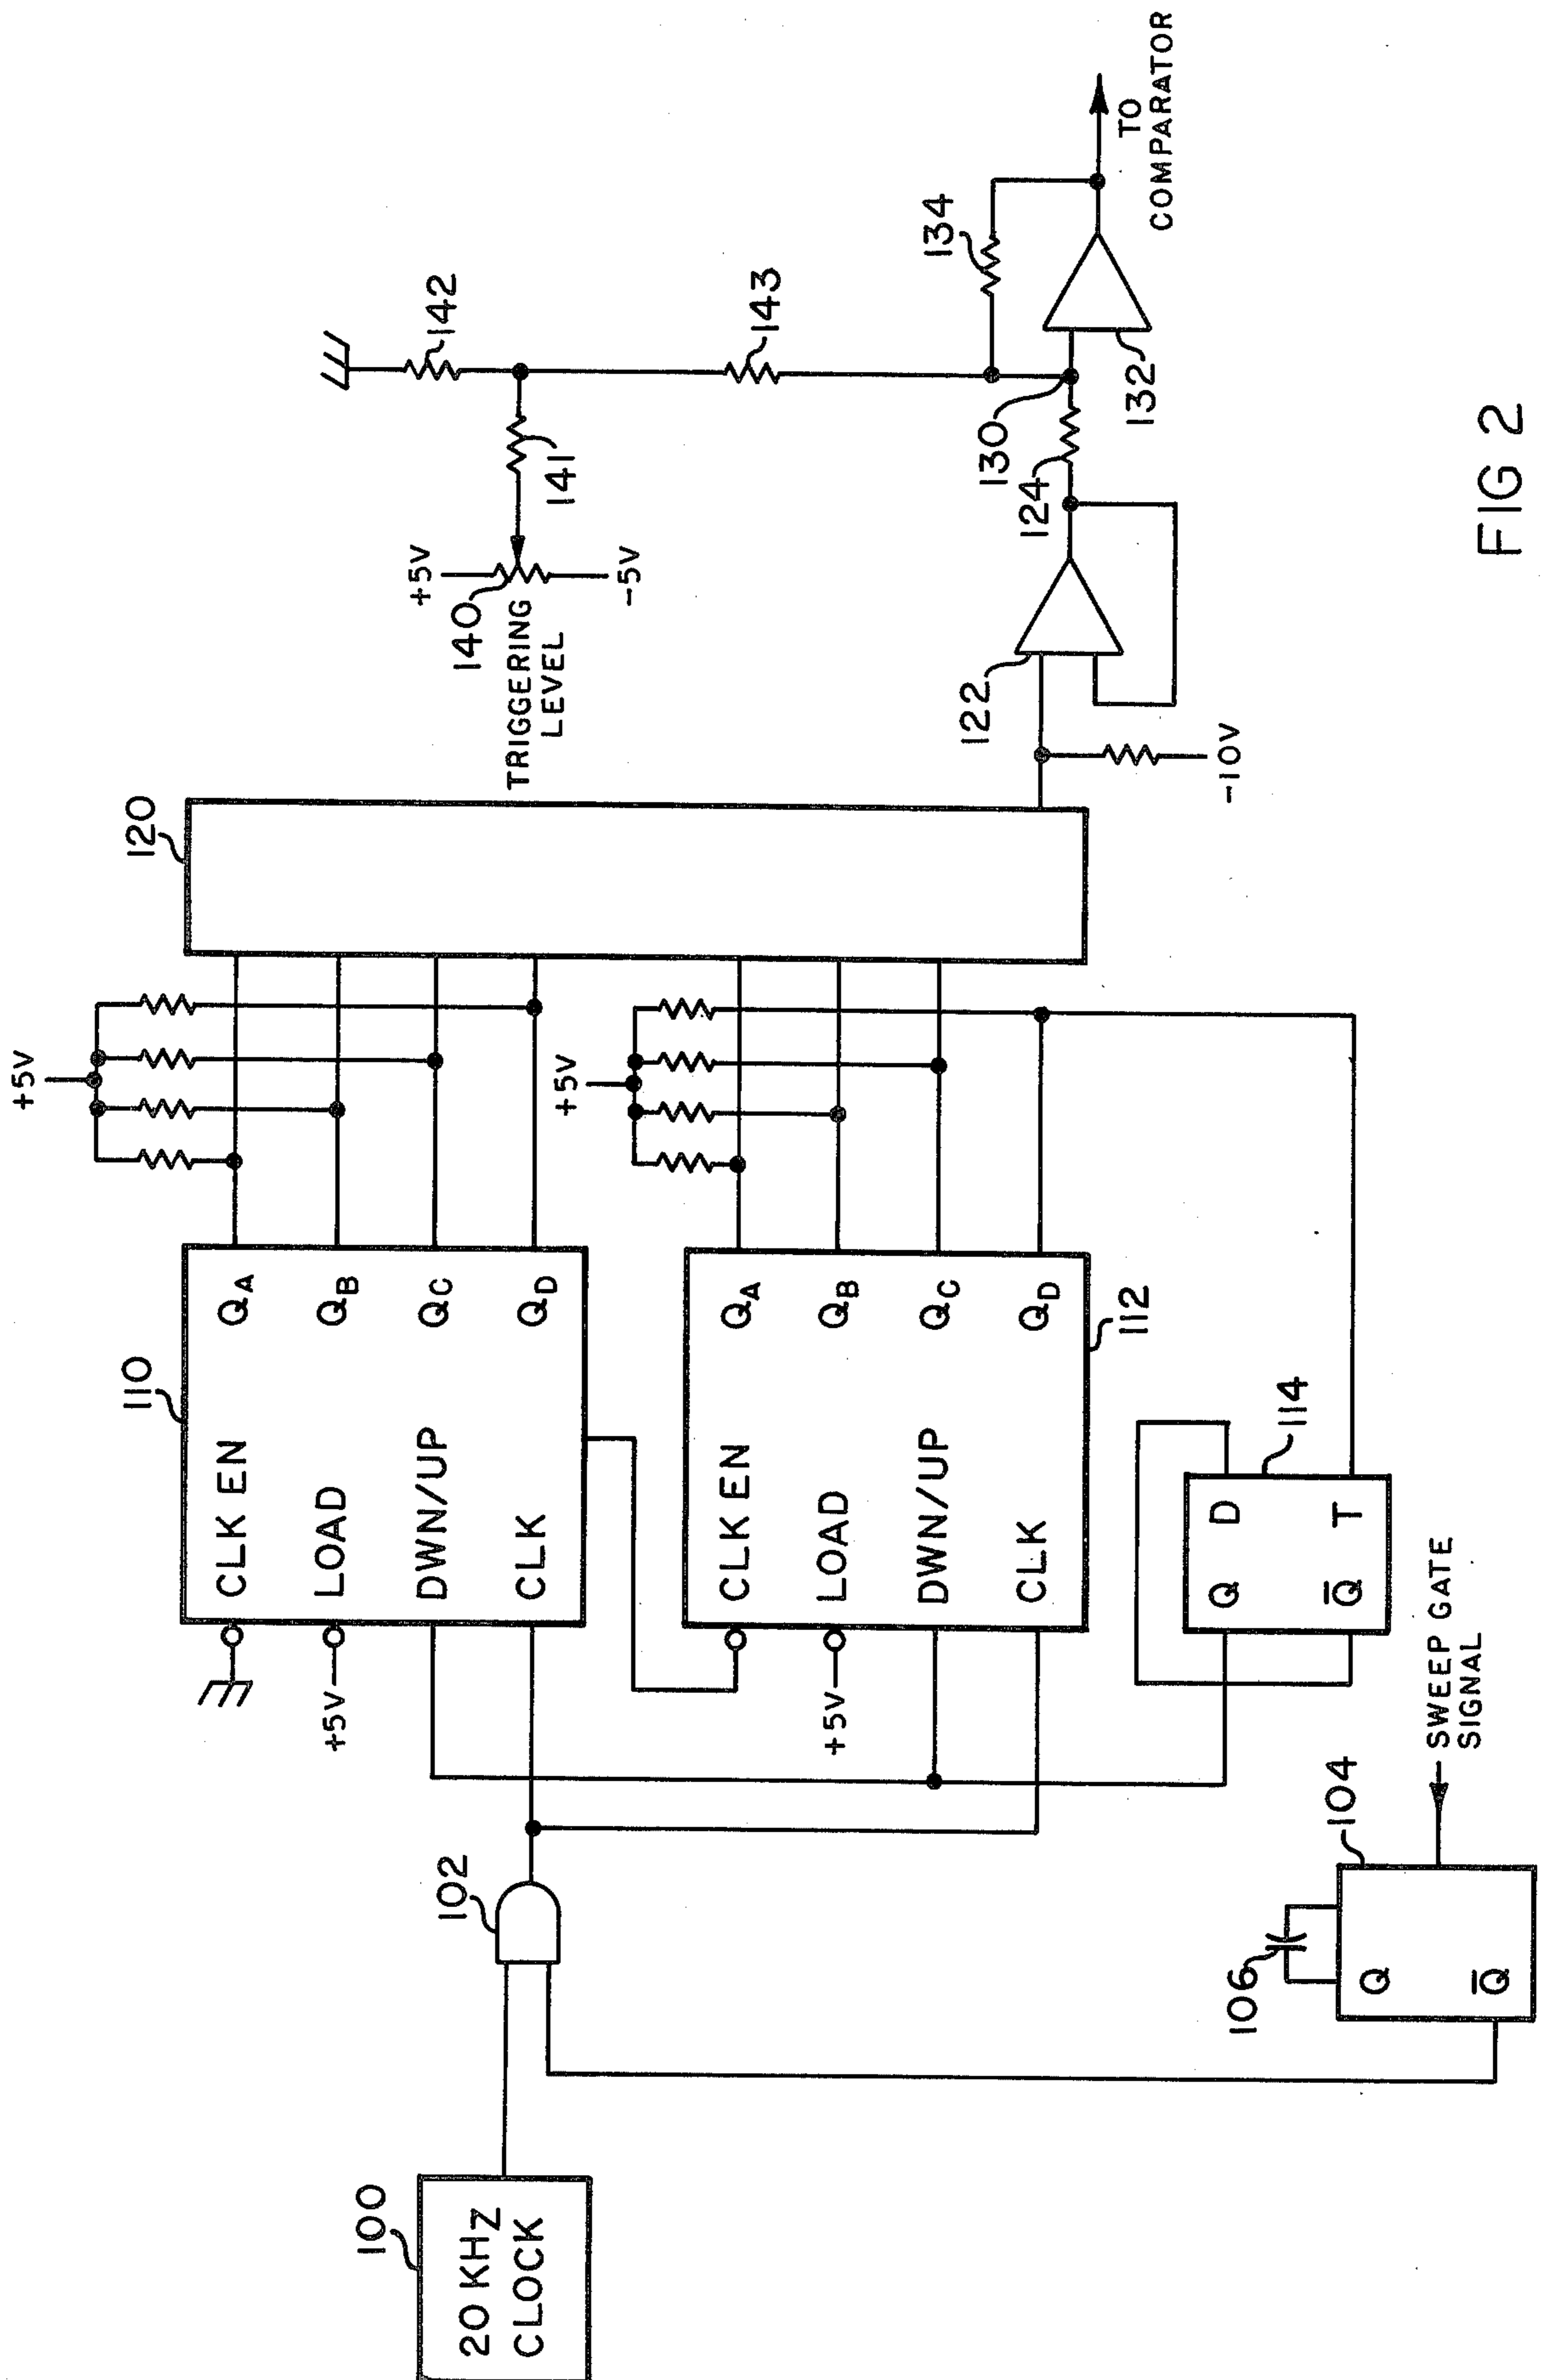 100
20 KHZ
CLOCK
102
104
106
Q
Q̅
SWEEP GATE
SIGNAL
110
CLK EN
LOAD
DWN/UP
CLK
QA
QB
QC
QD
+5V
+5V
112
CLK EN
LOAD
DWN/UP
CLK
QA
QB
QC
QD
+5V
+5V
114
Q
D
Q̅
T
120
-10V
122
124
130
132
134
+5V
-5V
140
TRIGGERING
LEVEL
141
142
143
TO
COMPARATOR
FIG 2